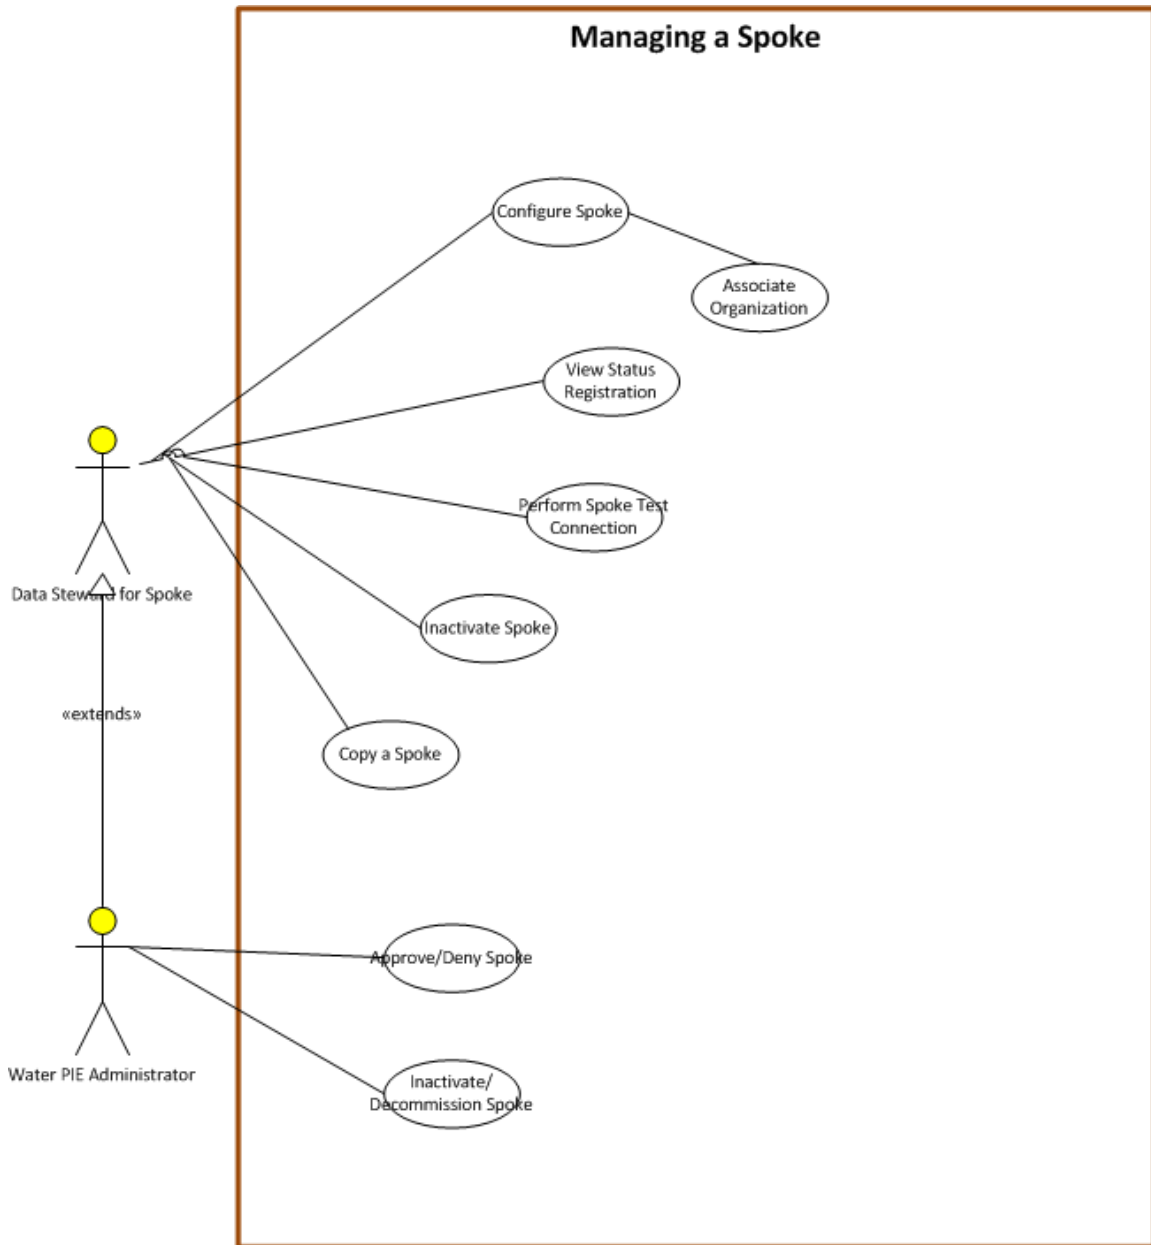 Managing a Spoke
Configure Spoke
Associate
Organization
View Status
Registration
Perform Spoke Test
Connection
Data Steward for Spoke
Inactivate Spoke
«extends»
Copy a Spoke
Approve/Deny Spoke
Water PIE Administrator
Inactivate/
Decommission Spoke